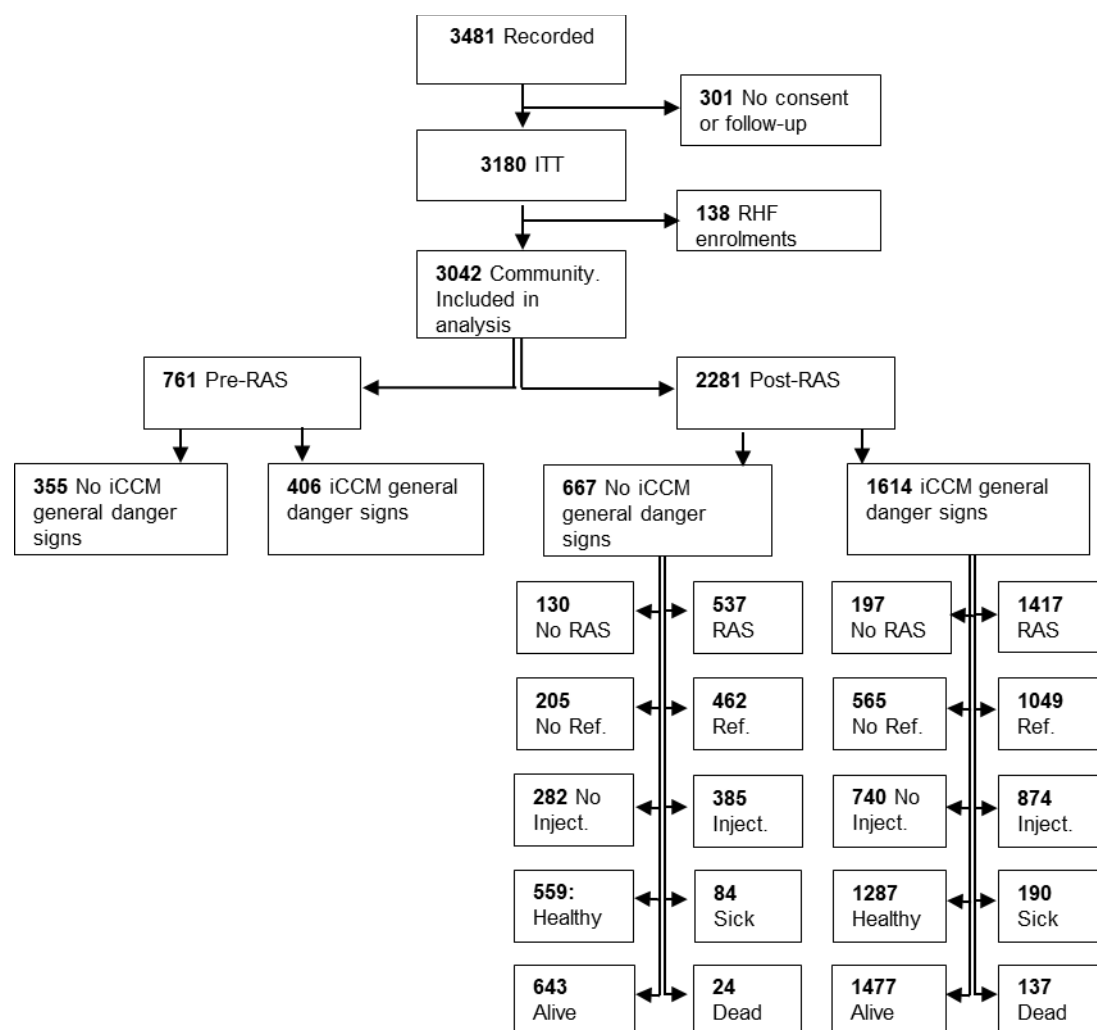 3481 Recorded
301 No consent
or follow-up
3180 ITT
138 RHF
enrolments
3042 Community.
Included in
analysis
761 Pre-RAS
2281 Post-RAS
355 No iCCM
general danger
signs
406 iCCM general
danger signs
667 No iCCM
general danger
signs
1614 iCCM general
danger signs
130
No RAS
537
RAS
197
No RAS
1417
RAS
205
No Ref.
462
Ref.
565
No Ref.
1049
Ref.
282 No
Inject.
385
Inject.
740 No
Inject.
874
Inject.
559:
Healthy
84
Sick
1287
Healthy
190
Sick
643
Alive
24
Dead
1477
Alive
137
Dead